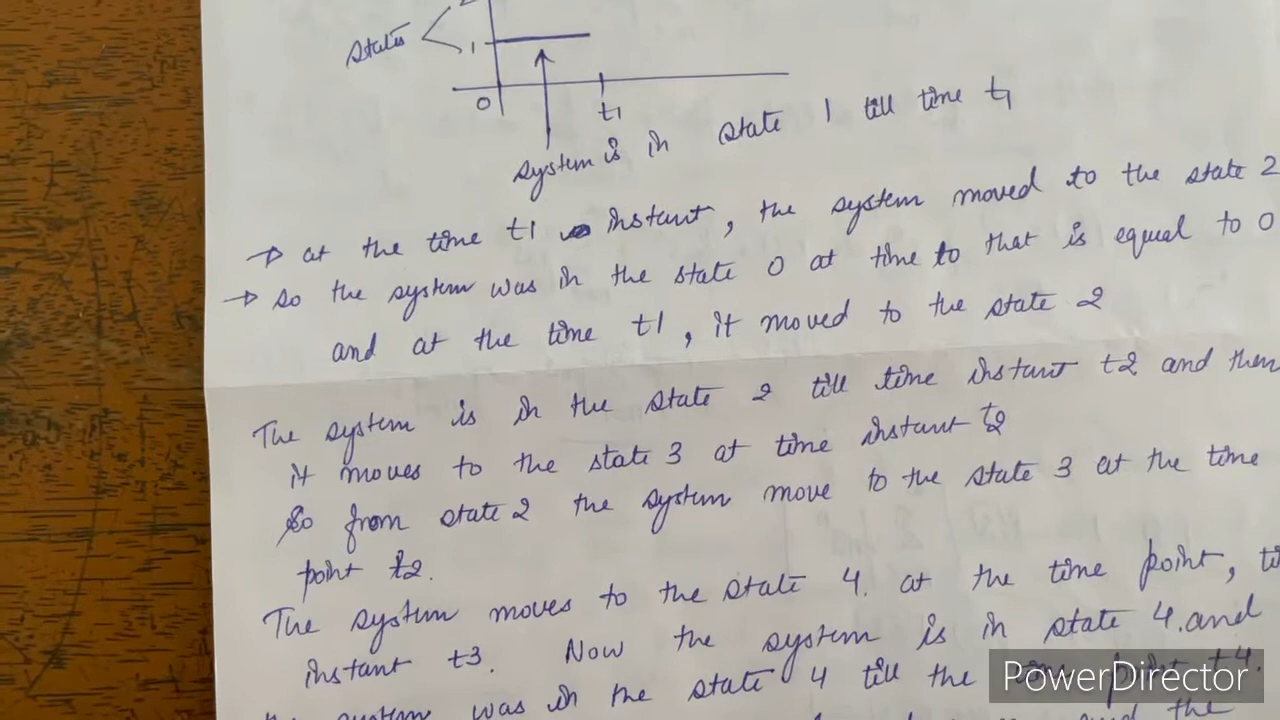 states
1
0
t1
system is in state 1 till time t1
→ at the time t1 instant, the system moved to the state 2
→ so the system was in the state 0 at time to that is equal to 0
and at the time t1, it moved to the state 2
The system is in the state 2 till time instant t2 and then
it moves to the state 3 at time instant t2
so from state 2 the system move to the state 3 at the time
point t2.
The system moves to the state 4. at the time point,
instant t3. Now the system is in state 4. and
system was in the state 4 till the point t4.
the
PowerDirector